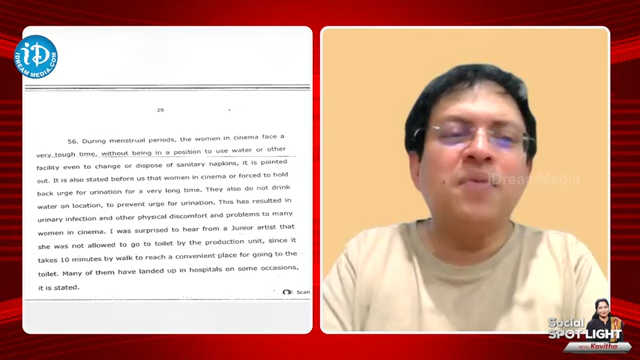 iD
IDREAM MEDIA.COM
29
56. During menstrual periods, the women in cinema face a
very tough time, without being in a position to use water or other
facility even to change or dispose of sanitary napkins, it is pointed
out. It is also stated before us that women in cinema or forced to hold
back urge for urination for a very long time. They also do not drink
water on location, to prevent urge for urination. This has resulted in
urinary infection and other physical discomfort and problems to many
women in cinema. I was surprised to hear from a Junior artist that
she was not allowed to go to toilet by the production unit, since it
takes 10 minutes by walk to reach a convenient place for going to the
toilet. Many of them have landed up in hospitals on some occasions,
it is stated.
Scan
iDreamMedia
Social
SPOTLIGHT
Kavitha